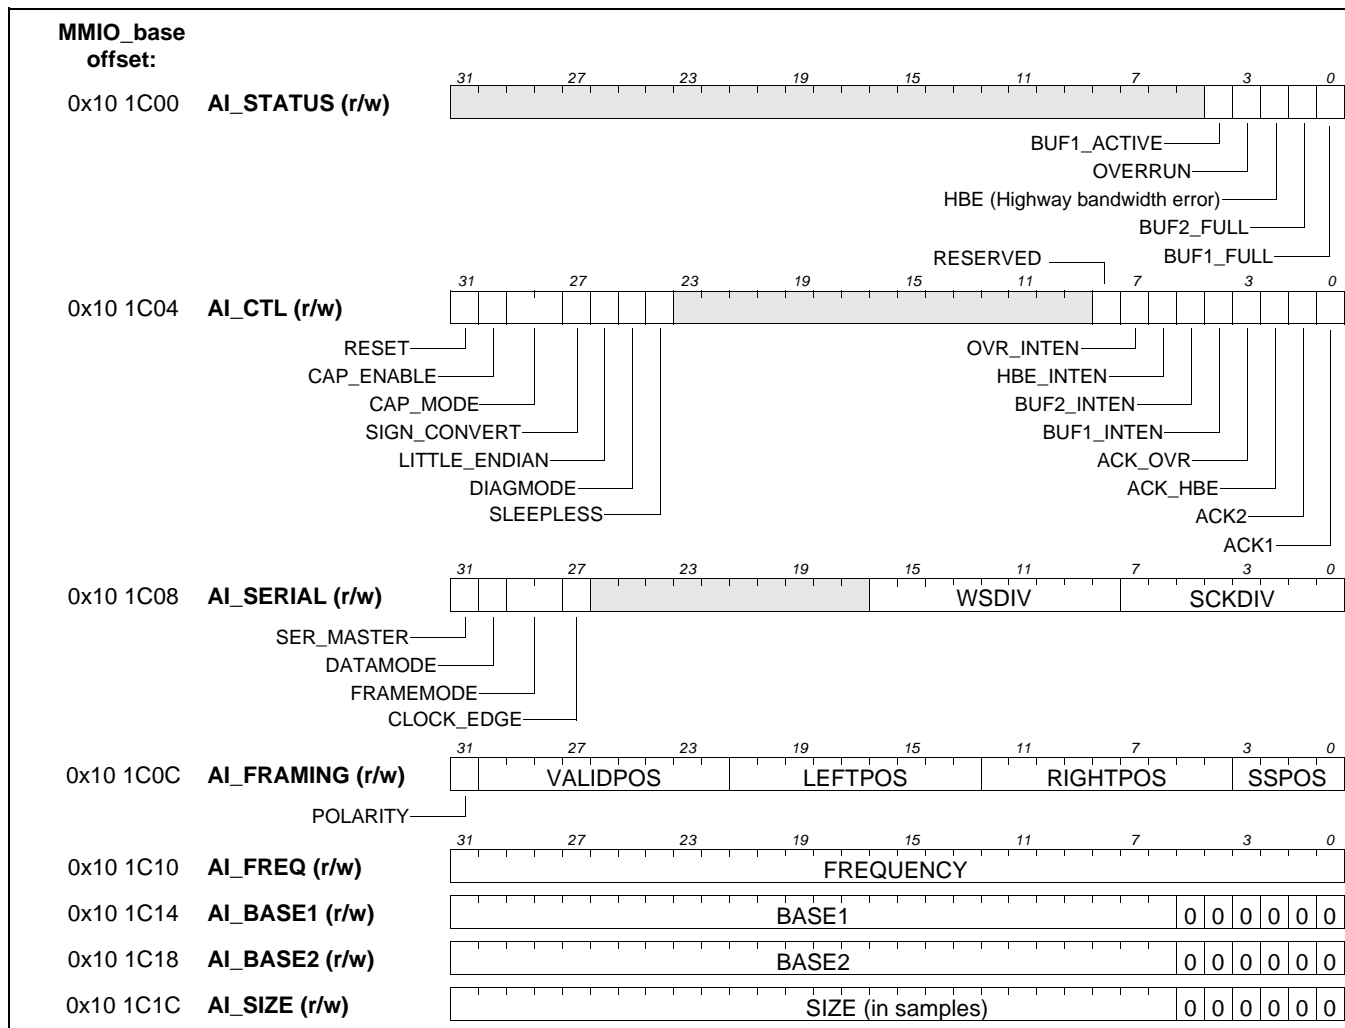 MMIO_base
offset:
31 27 23 19 15 11 7 3 0
0x10 1C00 AI_STATUS (r/w)
BUF1_ACTIVE
OVERRUN
HBE (Highway bandwidth error)
BUF2_FULL
BUF1_FULL
RESERVED
31 27 23 19 15 11 7 3 0
0x10 1C04 AI_CTL (r/w)
RESET OVR_INTEN
CAP_ENABLE HBE_INTEN
CAP_MODE BUF2_INTEN
SIGN_CONVERT BUF1_INTEN
LITTLE_ENDIAN ACK_OVR
DIAGMODE ACK_HBE
SLEEPLESS ACK2
ACK1
31 27 23 19 15 11 7 3 0
0x10 1C08 AI_SERIAL (r/w) WSDIV SCKDIV
SER_MASTER
DATAMODE
FRAMEMODE
CLOCK_EDGE
31 27 23 19 15 11 7 3 0
0x10 1C0C AI_FRAMING (r/w) VALIDPOS LEFTPOS RIGHTPOS SSPOS
POLARITY
31 27 23 19 15 11 7 3 0
0x10 1C10 AI_FREQ (r/w) FREQUENCY
0x10 1C14 AI_BASE1 (r/w) BASE1 0 0 0 0 0 0
0x10 1C18 AI_BASE2 (r/w) BASE2 0 0 0 0 0 0
0x10 1C1C AI_SIZE (r/w) SIZE (in samples) 0 0 0 0 0 0